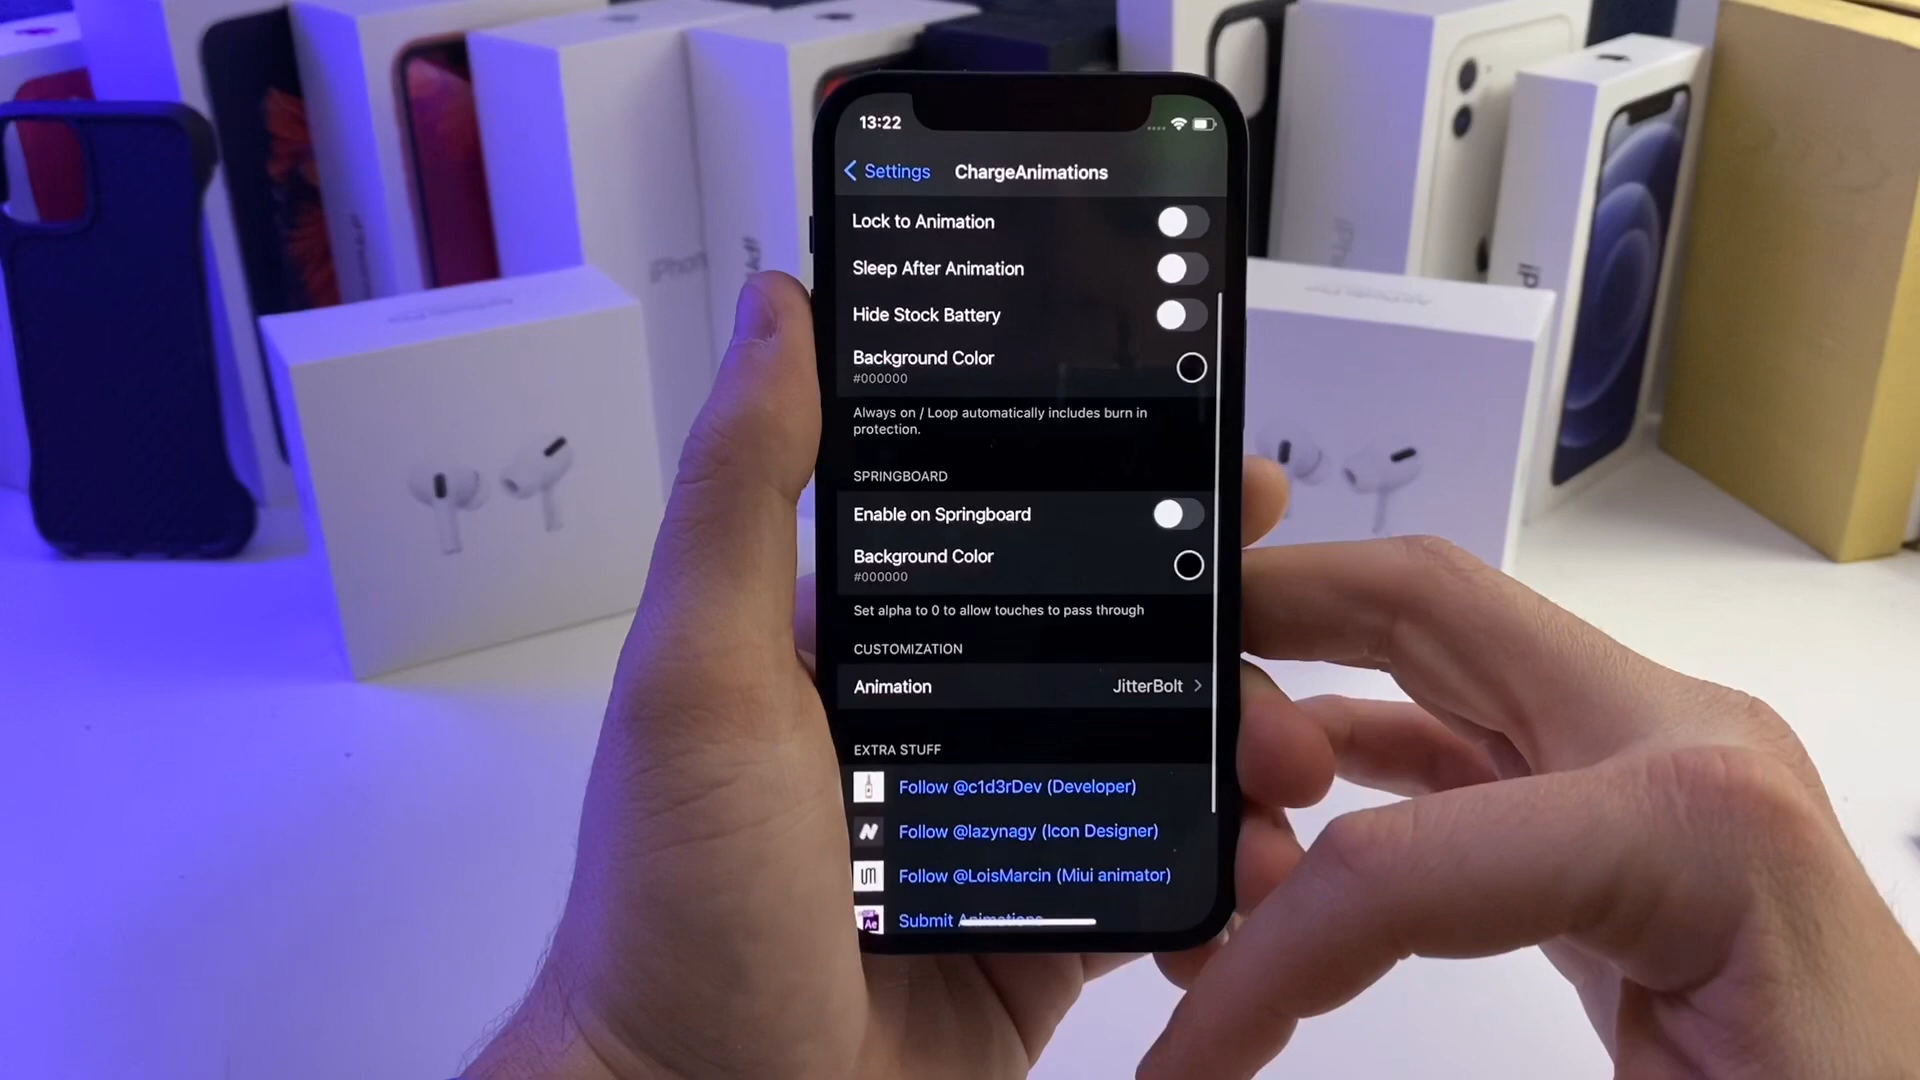 13:22
Settings
ChargeAnimations
Lock to Animation
Sleep After Animation
Hide Stock Battery
Background Color
#000000
Always on / Loop automatically includes burn in
protection.
SPRINGBOARD
Enable on Springboard
Background Color
#000000
Set alpha to 0 to allow touches to pass through
CUSTOMIZATION
Animation JitterBolt
EXTRA STUFF
Follow @c1d3rDev (Developer)
Follow @lazynagy (Icon Designer)
Follow @LoisMarcin (Miui animator)
Ae Submit Animations
iPhone